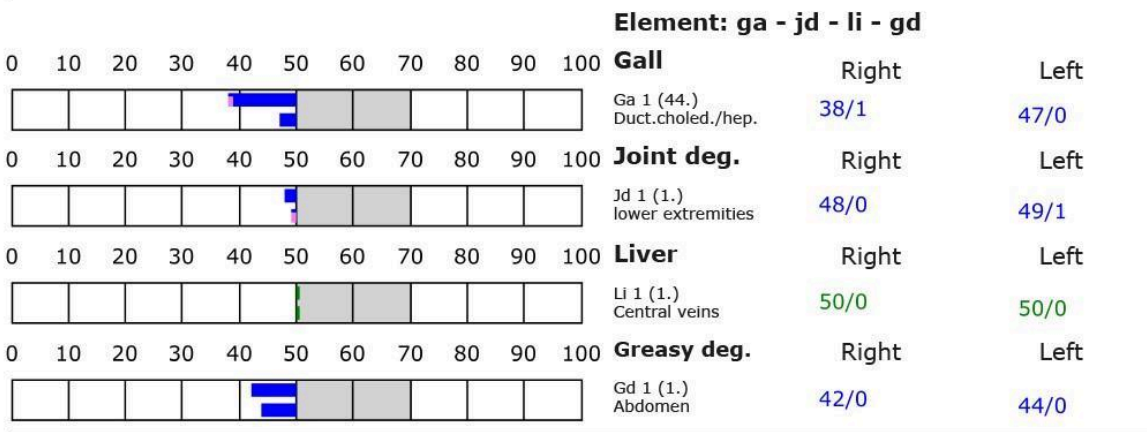 Element: ga - jd - li - gd
0 10 20 30 40 50 60 70 80 90 100 Gall Right Left
Ga 1 (44.) 38/1 47/0
Duct.choled./hep.
0 10 20 30 40 50 60 70 80 90 100 Joint deg. Right Left
Jd 1 (1.) 48/0 49/1
lower extremities
0 10 20 30 40 50 60 70 80 90 100 Liver Right Left
Li 1 (1.) 50/0 50/0
Central veins
0 10 20 30 40 50 60 70 80 90 100 Greasy deg. Right Left
Gd 1 (1.) 42/0 44/0
Abdomen